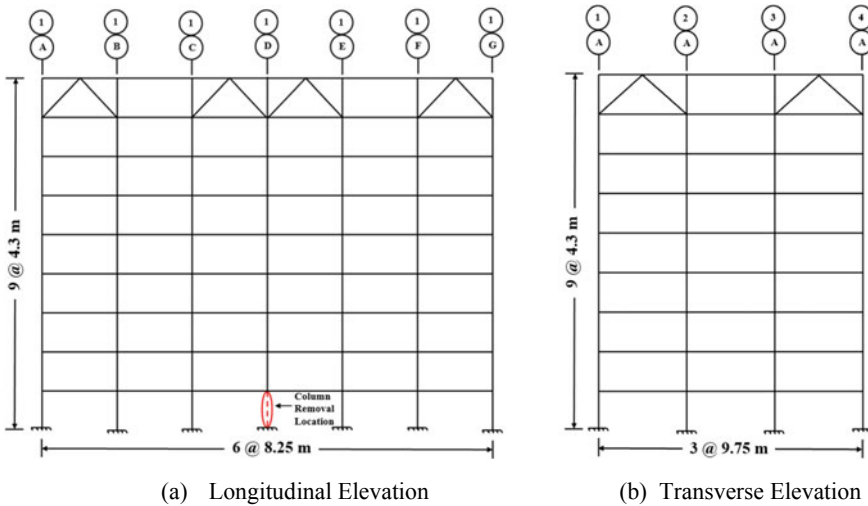 1 1 1 1 1 1 1
A B C D E F G
9 @ 4.3 m
Column
Removal
Location
6 @ 8.25 m
(a) Longitudinal Elevation
1 2 3 4
A A A A
9 @ 4.3 m
3 @ 9.75 m
(b) Transverse Elevation